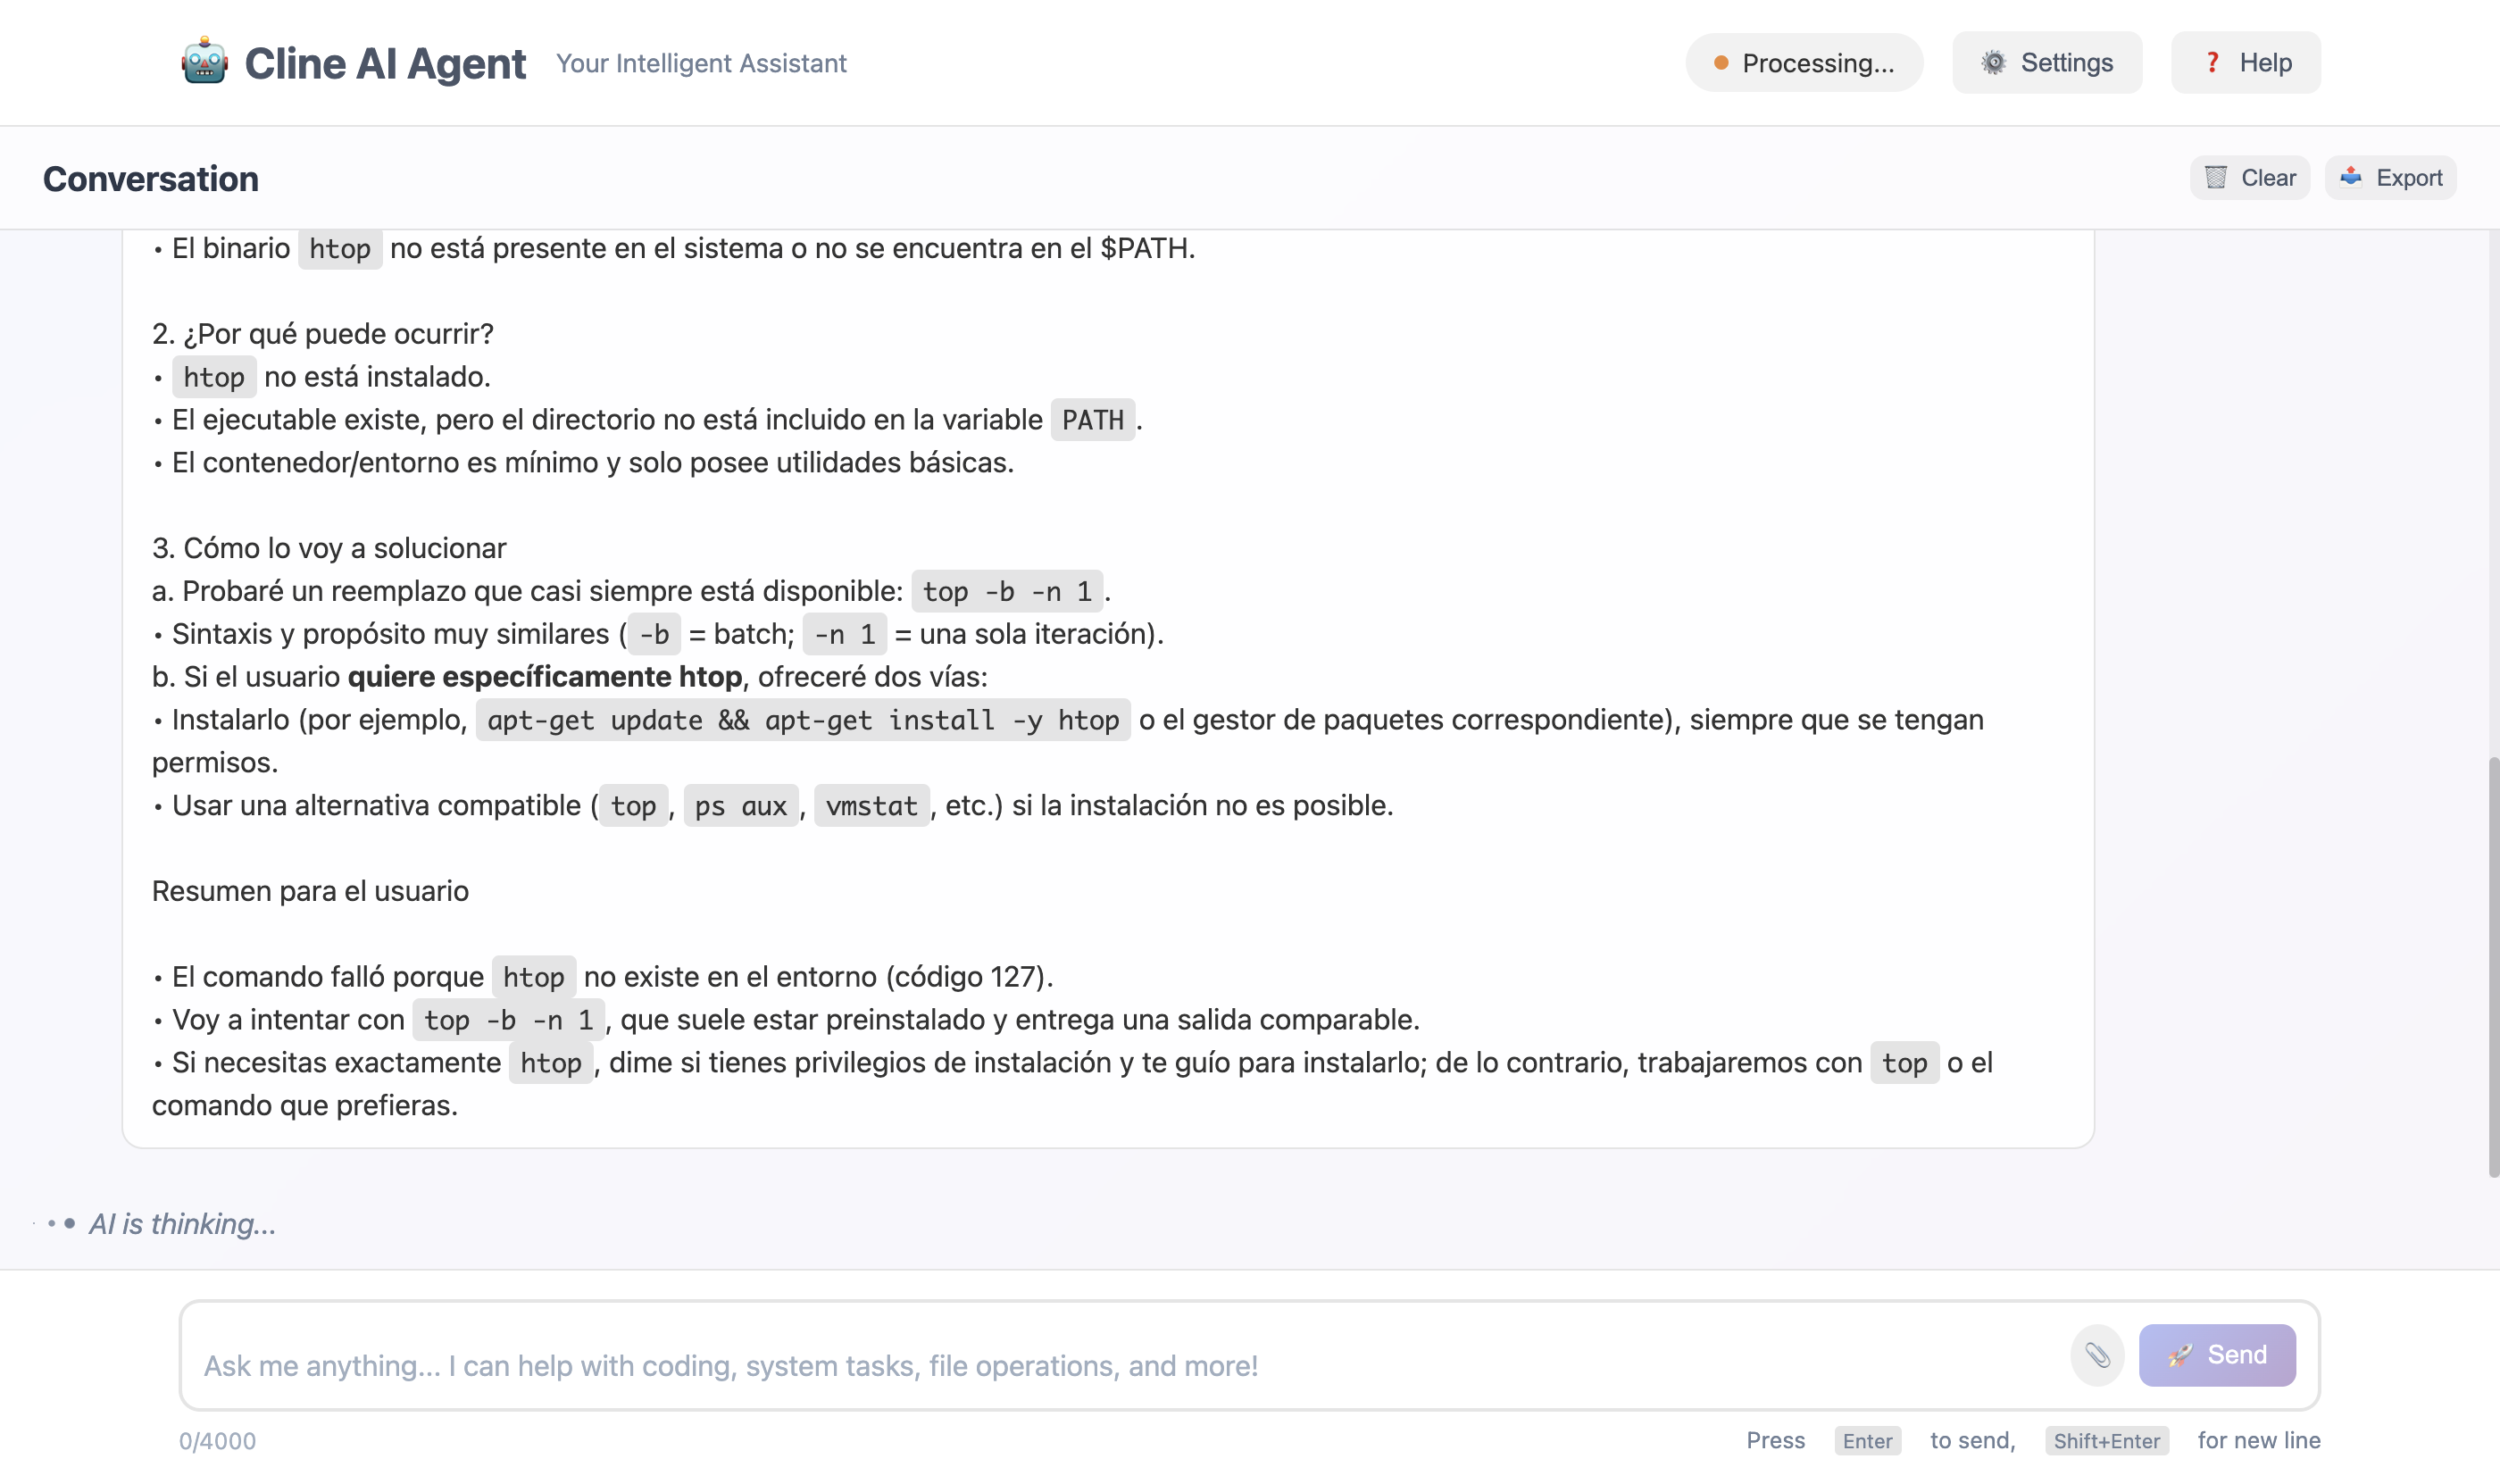 Cline AI Agent Your Intelligent Assistant Processing... Settings Help
Conversation Clear Export
• El binario htop no está presente en el sistema o no se encuentra en el $PATH.
2. ¿Por qué puede ocurrir?
• htop no está instalado.
• El ejecutable existe, pero el directorio no está incluido en la variable PATH.
• El contenedor/entorno es mínimo y solo posee utilidades básicas.
3. Cómo lo voy a solucionar
a. Probaré un reemplazo que casi siempre está disponible: top -b -n 1.
• Sintaxis y propósito muy similares (-b = batch; -n 1 = una sola iteración).
b. Si el usuario quiere específicamente htop, ofreceré dos vías:
• Instalarlo (por ejemplo, apt-get update && apt-get install -y htop o el gestor de paquetes correspondiente), siempre que se tengan
permisos.
• Usar una alternativa compatible (top, ps aux, vmstat, etc.) si la instalación no es posible.
Resumen para el usuario
• El comando falló porque htop no existe en el entorno (código 127).
• Voy a intentar con top -b -n 1, que suele estar preinstalado y entrega una salida comparable.
• Si necesitas exactamente htop, dime si tienes privilegios de instalación y te guío para instalarlo; de lo contrario, trabajaremos con top o el
comando que prefieras.
AI is thinking...
Ask me anything... I can help with coding, system tasks, file operations, and more! Send
0/4000 Press Enter to send, Shift+Enter for new line